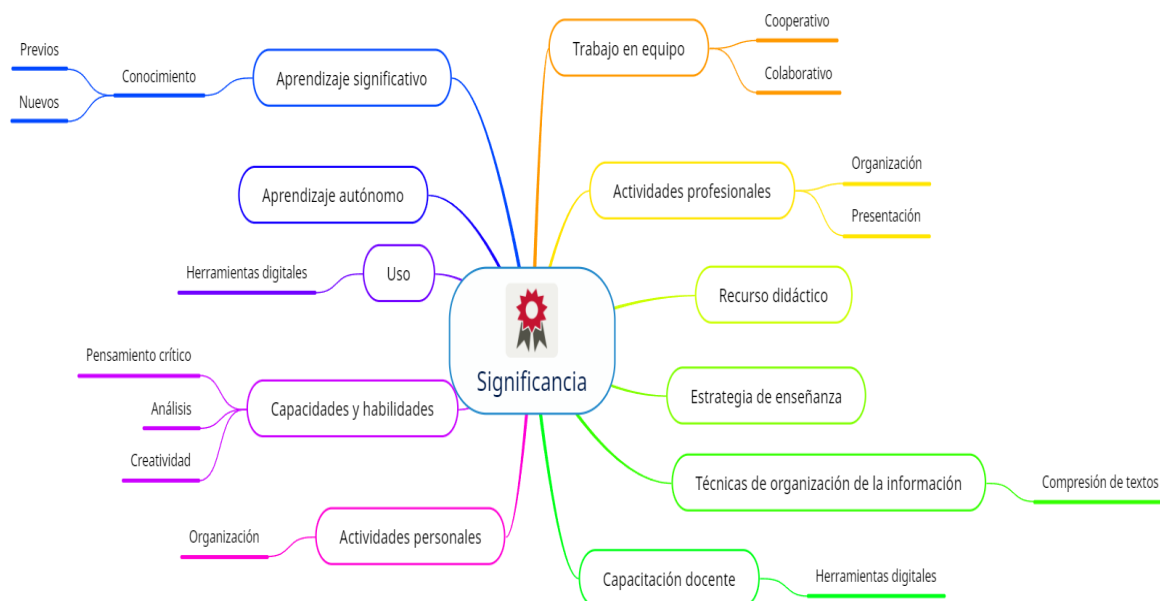 Significancia
Trabajo en equipo
Cooperativo
Colaborativo
Actividades profesionales
Organización
Presentación
Recurso didáctico
Estrategia de enseñanza
Técnicas de organización de la información
Compresión de textos
Capacitación docente
Herramientas digitales
Aprendizaje significativo
Conocimiento
Previos
Nuevos
Aprendizaje autónomo
Uso
Herramientas digitales
Capacidades y habilidades
Pensamiento crítico
Análisis
Creatividad
Actividades personales
Organización